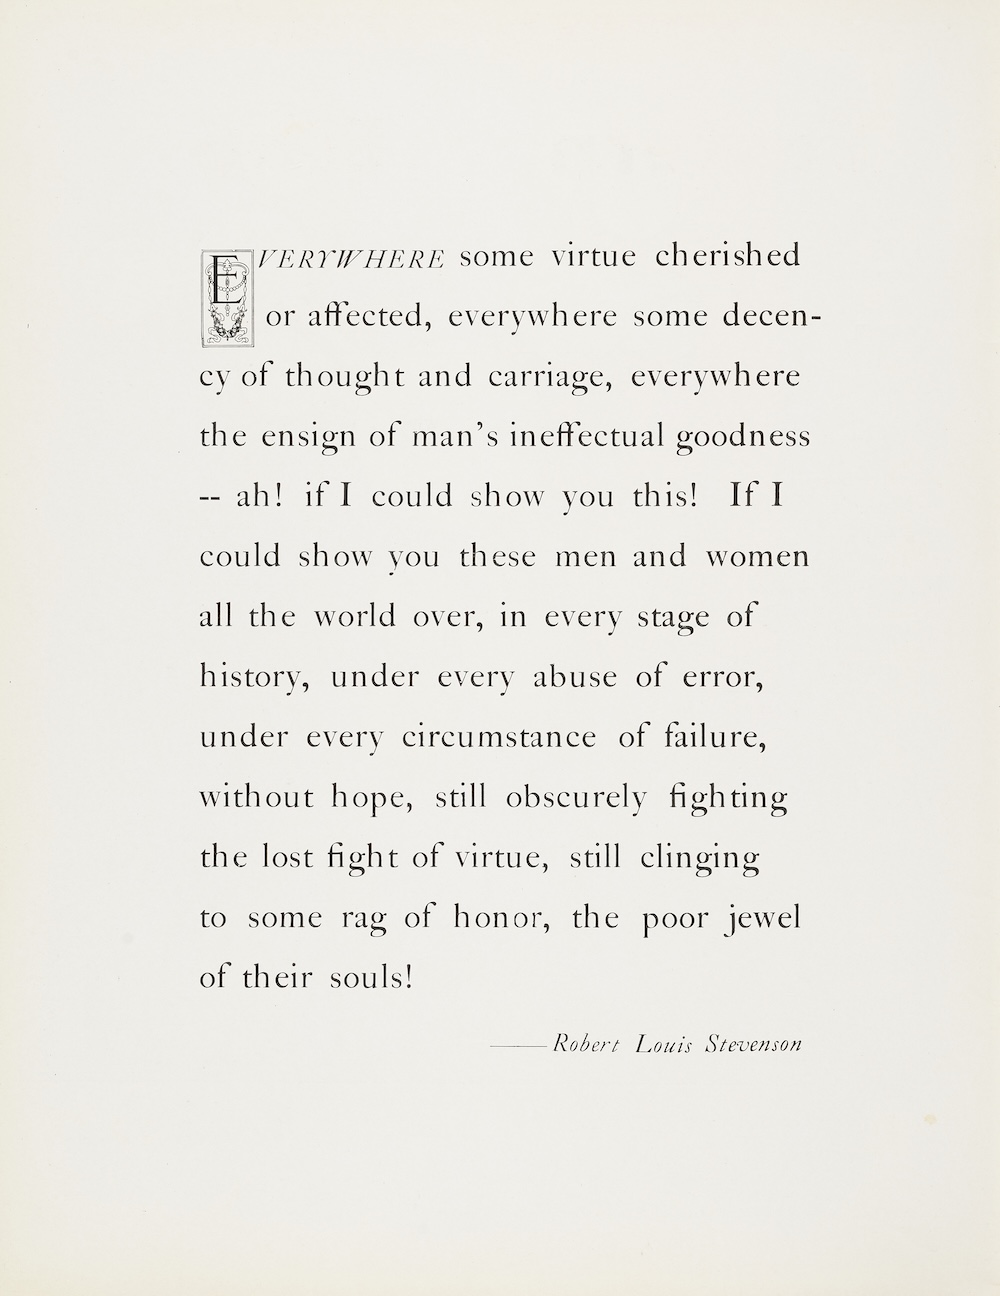 EVERYWHERE some virtue cherished
or affected, everywhere some decen-
cy of thought and carriage, everywhere
the ensign of man's ineffectual goodness
-- ah! if I could show you this! If I
could show you these men and women
all the world over, in every stage of
history, under every abuse of error,
under every circumstance of failure,
without hope, still obscurely fighting
the lost fight of virtue, still clinging
to some rag of honor, the poor jewel
of their souls!
—Robert Louis Stevenson